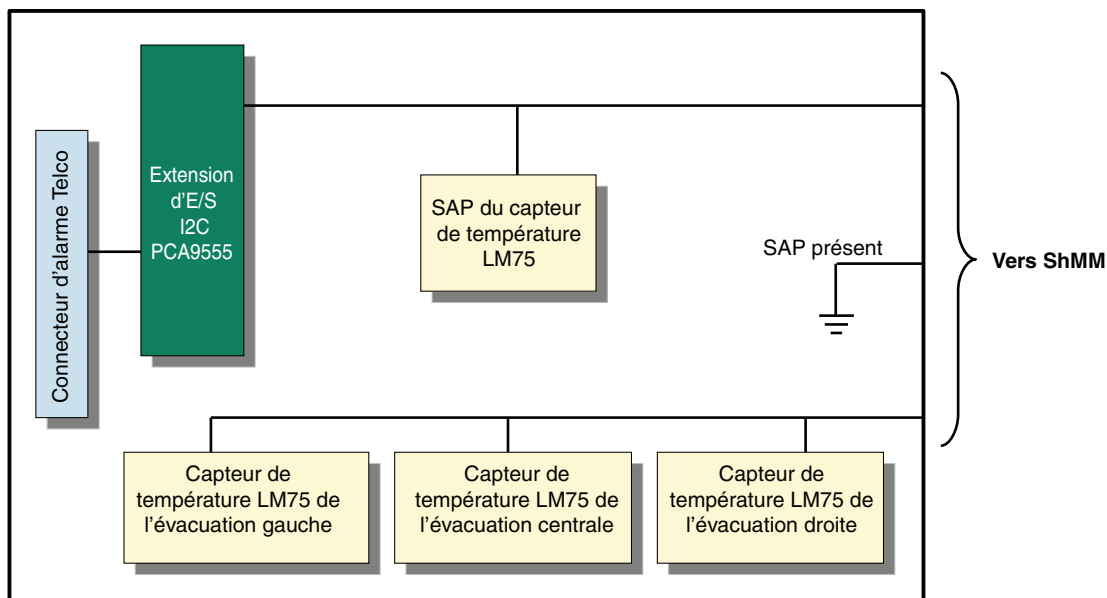 Connecteur d'alarme Telco
Extension
d'E/S
I2C
PCA9555
SAP du capteur
de température
LM75
SAP présent
Vers ShMM
Capteur de
température LM75 de
l'évacuation gauche
Capteur de
température LM75 de
l'évacuation centrale
Capteur de
température LM75 de
l'évacuation droite